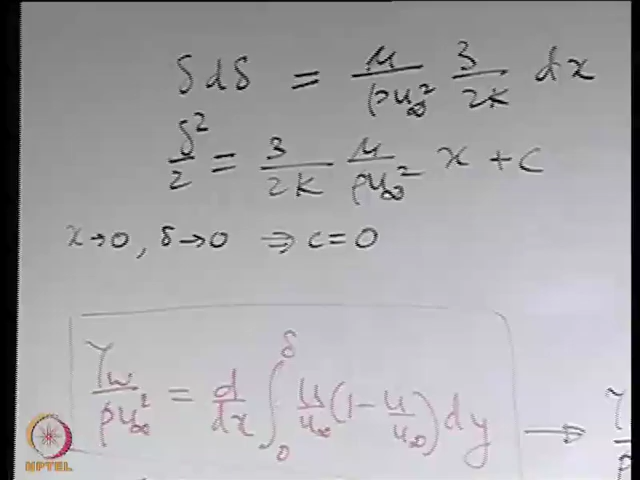 δdδ = μ/ρu∞² 3/2K dx
δ²/2 = 3/2K μ/ρu∞² x + C
x→0, δ→0 ⇒ C = 0
τw/ρu∞² = d/dx ∫₀^δ u/u∞ (1 - u/u∞) dy →
NPTEL